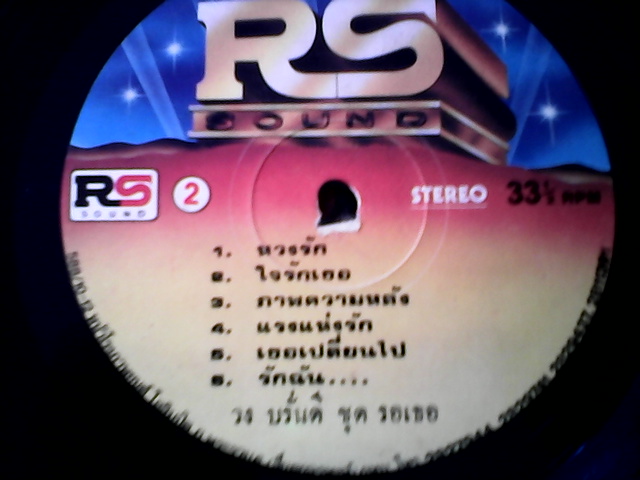 RS
SOUND
RS
SOUND
2
STEREO
33⅓ RPM
1. หวงรัก
2. ใจรักเธอ
3. ภาพความหลัง
4. แรงแห่งรัก
5. เธอเปลี่ยนไป
6. รักฉัน....
วง บรั่นดี ชุด รอเธอ